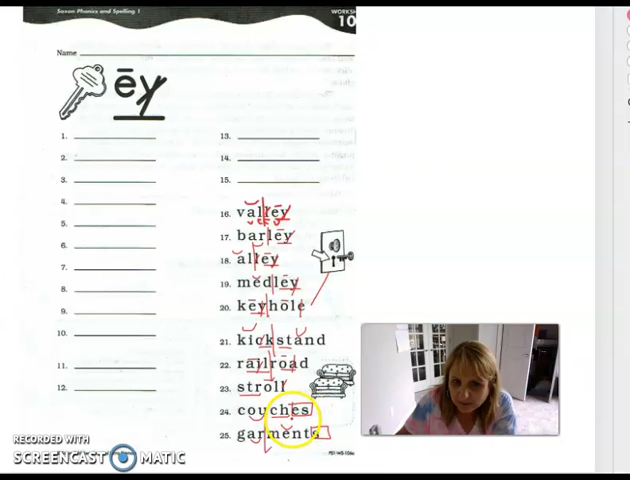 Saxon Phonics and Spelling 1
WORKSH
10
Name
ēy
1.
2.
3.
4.
5.
6.
7.
8.
9.
10.
11.
12.
13.
14.
15.
16. valley
17. barley
18. alley
19. medley
20. keyhole
21. kickstand
22. railroad
23. stroll
24. couches
25. garments
RECORDED WITH
SCREENCAST MATIC